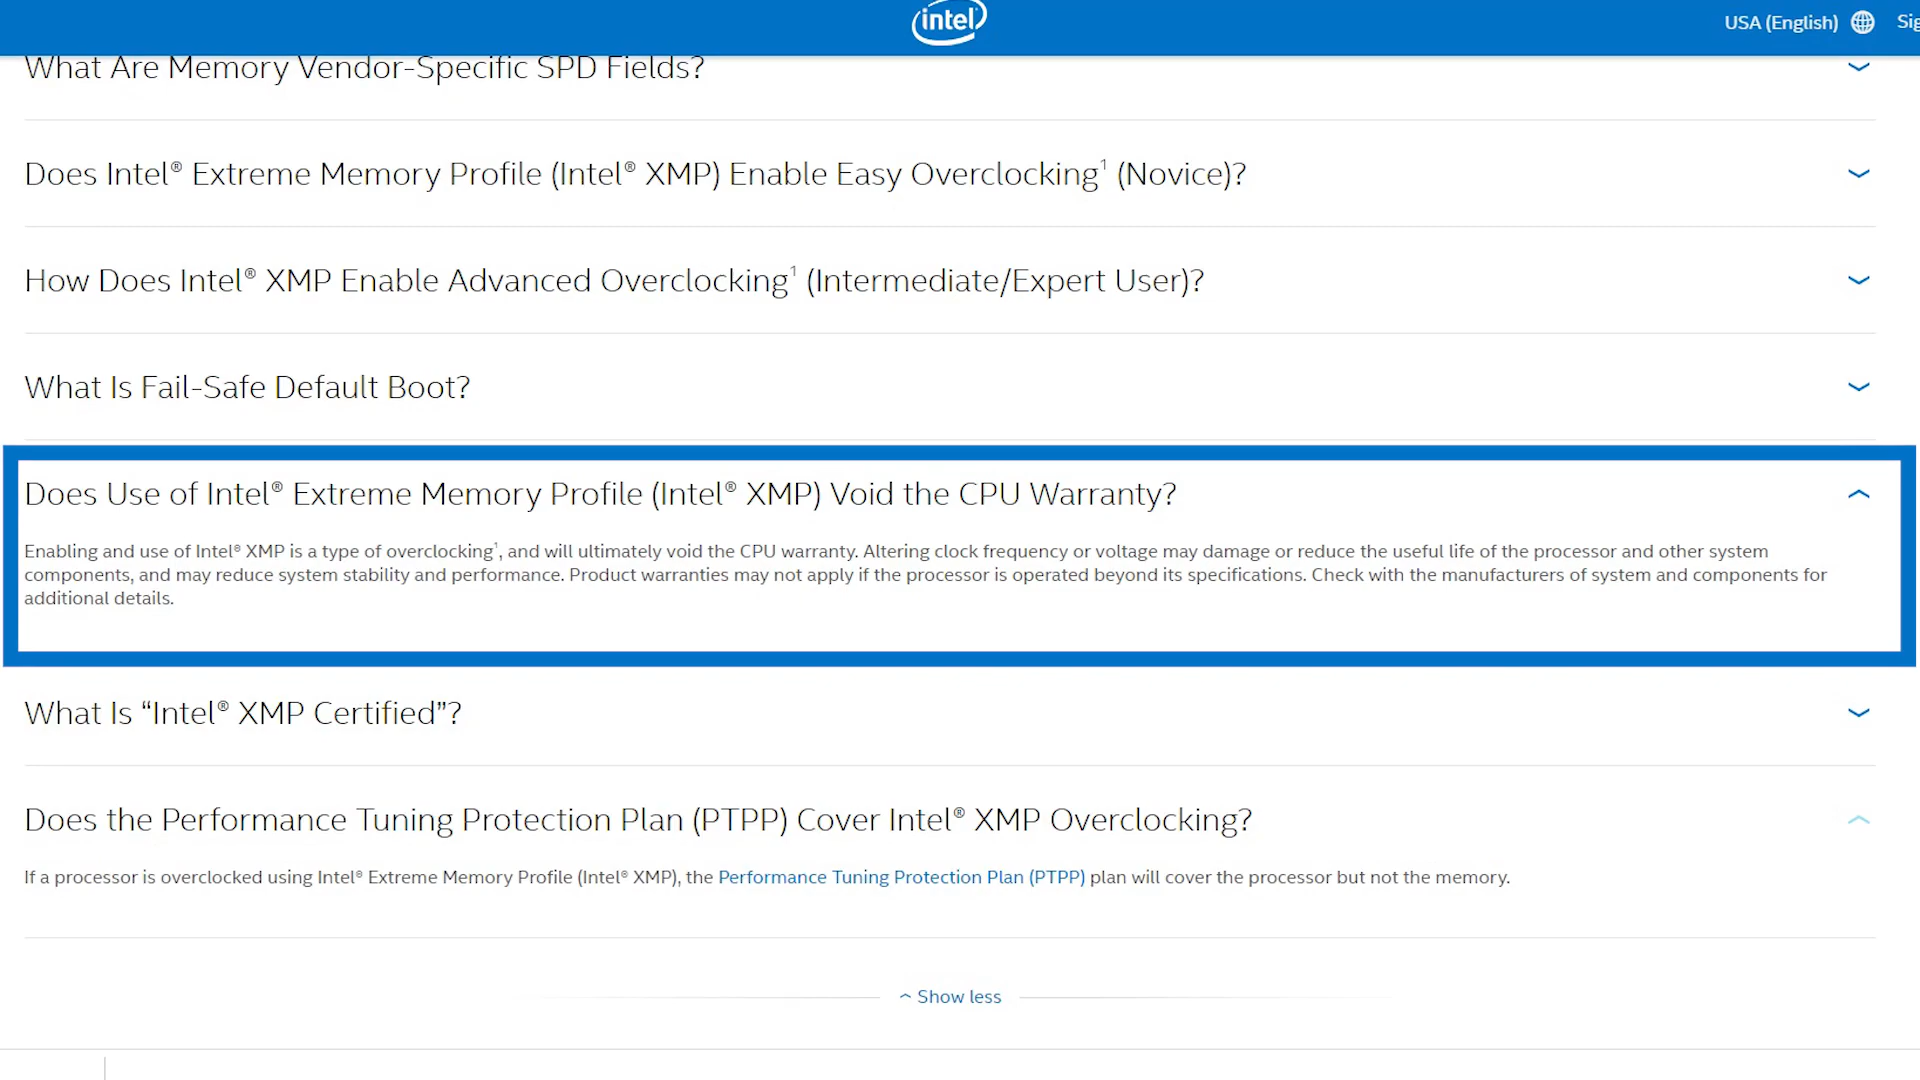 intel
USA (English)
What Are Memory Vendor-Specific SPD Fields?
Does Intel® Extreme Memory Profile (Intel® XMP) Enable Easy Overclocking¹ (Novice)?
How Does Intel® XMP Enable Advanced Overclocking¹ (Intermediate/Expert User)?
What Is Fail-Safe Default Boot?
Does Use of Intel® Extreme Memory Profile (Intel® XMP) Void the CPU Warranty?
Enabling and use of Intel® XMP is a type of overclocking¹, and will ultimately void the CPU warranty. Altering clock frequency or voltage may damage or reduce the useful life of the processor and other system
components, and may reduce system stability and performance. Product warranties may not apply if the processor is operated beyond its specifications. Check with the manufacturers of system and components for
additional details.
What Is “Intel® XMP Certified”?
Does the Performance Tuning Protection Plan (PTPP) Cover Intel® XMP Overclocking?
If a processor is overclocked using Intel® Extreme Memory Profile (Intel® XMP), the Performance Tuning Protection Plan (PTPP) plan will cover the processor but not the memory.
Show less